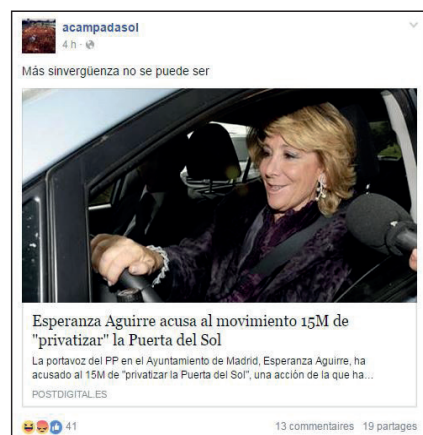 acampadasol
4 h ·
Más sinvergüenza no se puede ser
Esperanza Aguirre acusa al movimiento 15M de
"privatizar" la Puerta del Sol
La portavoz del PP en el Ayuntamiento de Madrid, Esperanza Aguirre, ha
acusado al 15M de "privatizar la Puerta del Sol", una acción de la que ha...
POSTDIGITAL.ES
41 13 commentaires 19 partages